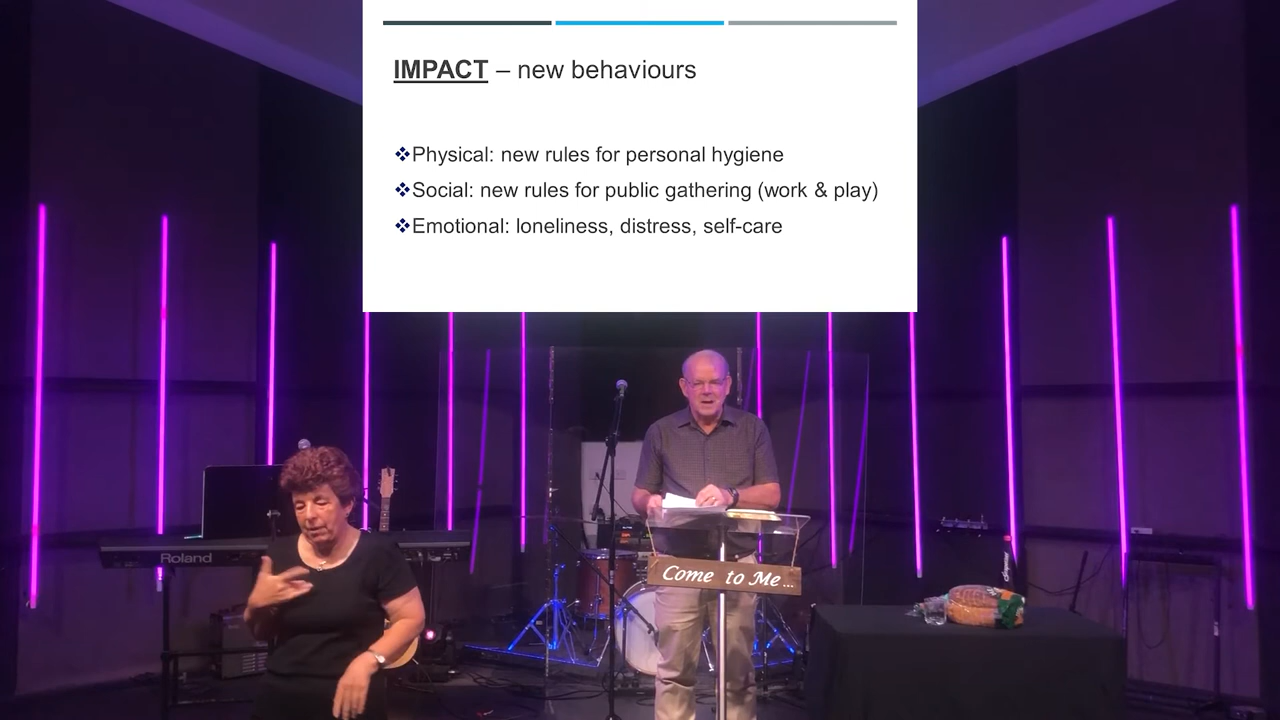 IMPACT – new behaviours
❖Physical: new rules for personal hygiene
❖Social: new rules for public gathering (work & play)
❖Emotional: loneliness, distress, self-care
Roland
Come to Me...